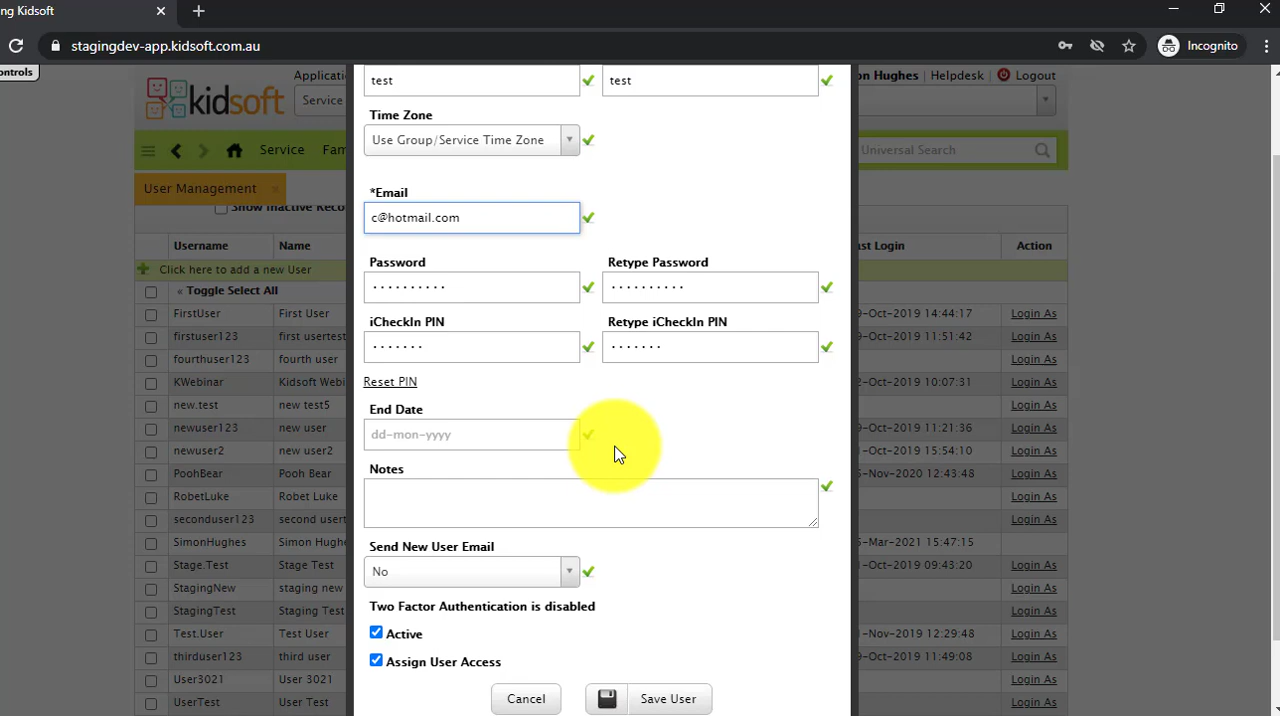 ng Kidsoft
stagingdev-app.kidsoft.com.au
Incognito
ontrols
kidsoft
Applicatio
Service
on Hughes
Helpdesk
Logout
Service
Fam
Universal Search
User Management
Show Inactive Reco
test
test
Time Zone
Use Group/Service Time Zone
*Email
c@hotmail.com
Password
Retype Password
iCheckIn PIN
Retype iCheckIn PIN
Reset PIN
End Date
dd-mon-yyyy
Notes
Send New User Email
No
Two Factor Authentication is disabled
Active
Assign User Access
Cancel
Save User
Username Name ast Login Action
Click here to add a new User
« Toggle Select All
FirstUser First User 9-Oct-2019 14:44:17 Login As
firstuser123 first usertest 9-Oct-2019 11:51:42 Login As
fourthuser123 fourth user Login As
KWebinar Kidsoft Webi 2-Oct-2019 10:07:31 Login As
new.test new test5 Login As
newuser123 new user 9-Oct-2019 11:21:36 Login As
newuser2 new user2 1-Oct-2019 15:54:10 Login As
PoohBear Pooh Bear 5-Nov-2020 12:43:52 Login As
RobetLuke Robet Luke Login As
seconduser123 second usert Login As
SimonHughes Simon Hughes 5-Mar-2021 15:47:15
Stage.Test Stage Test 5-Oct-2021 09:43:20 Login As
StagingNew staging new Login As
StagingTest Staging Test Login As
Test.User Test User 1-Nov-2019 12:29:48 Login As
thirduser123 third user 9-Oct-2019 11:49:08 Login As
User3021 User 3021 Login As
UserTest User Test Login As